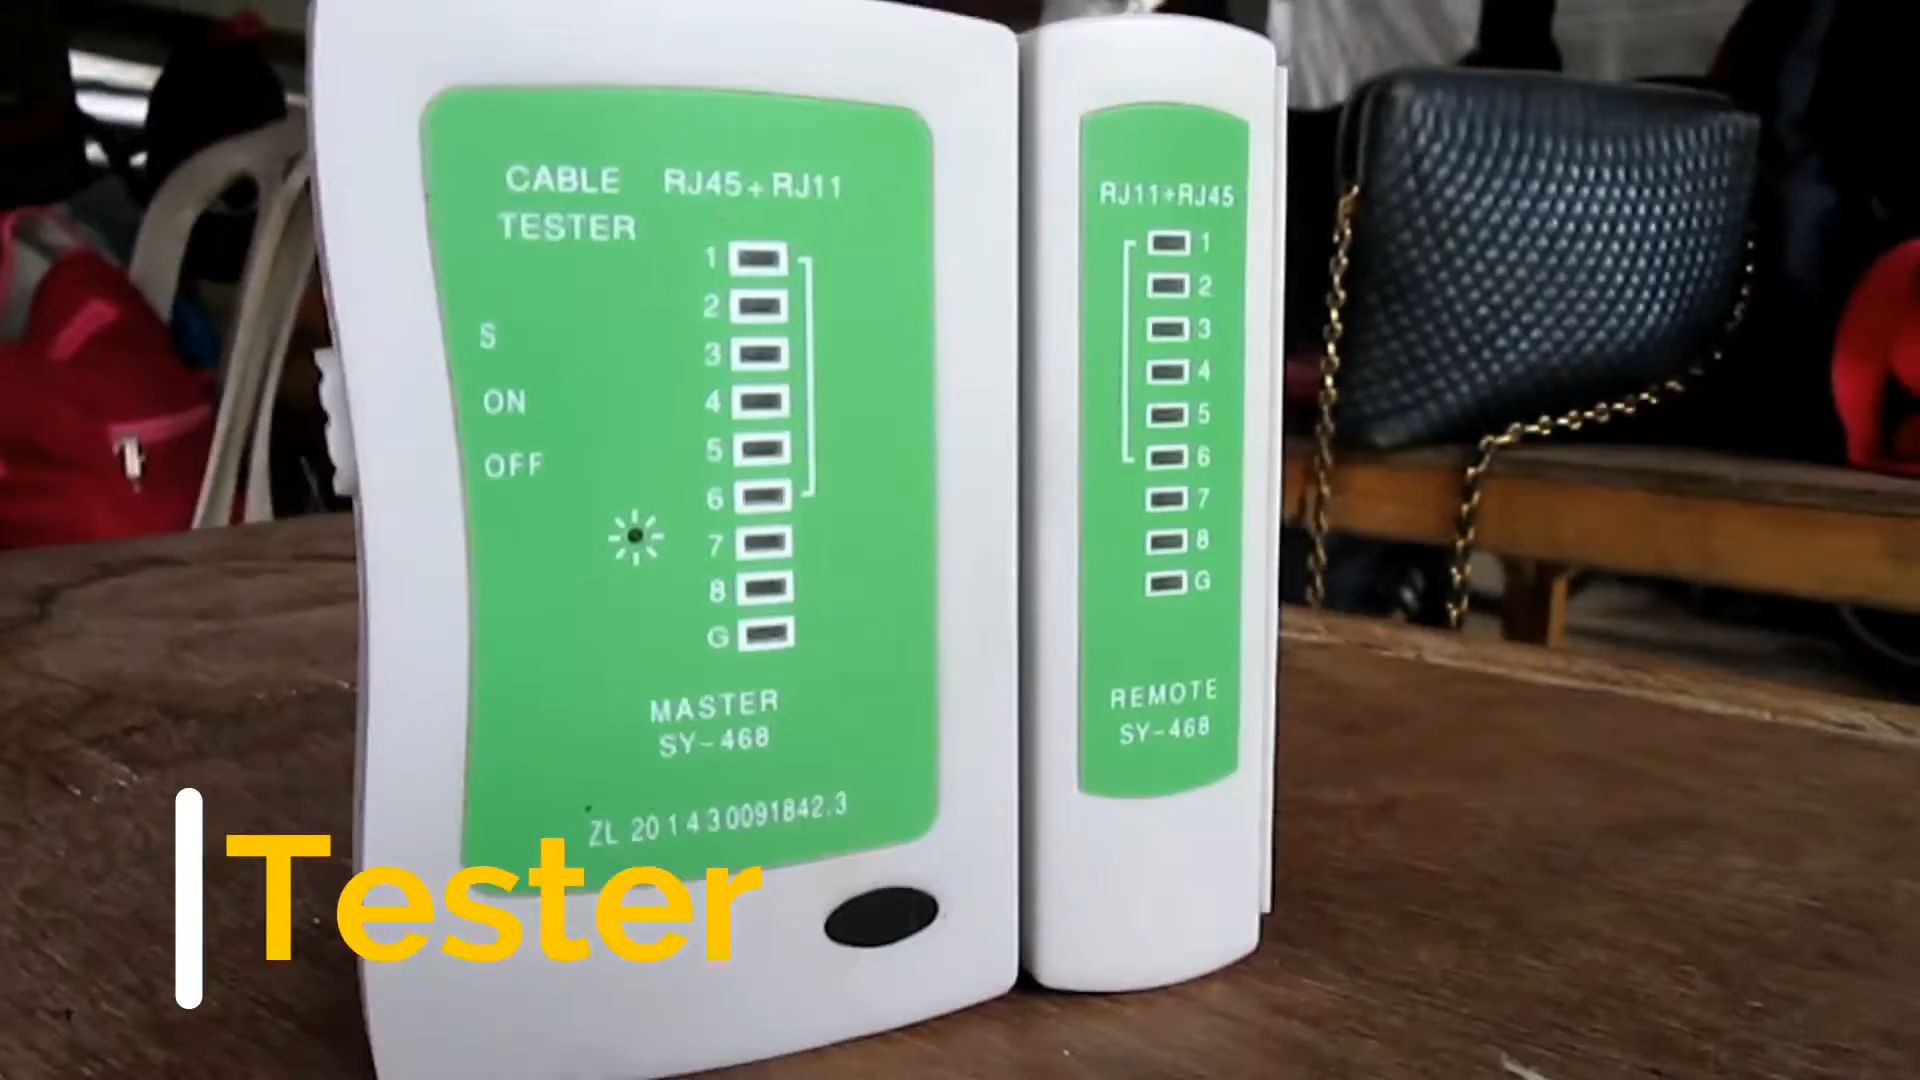 CABLE RJ45+RJ11
TESTER
1
2
S
3
ON
4
5
OFF
6
7
8
G
MASTER
SY-468
ZL 201430091842.3
RJ11+RJ45
1
2
3
4
5
6
7
8
G
REMOTE
SY-468
Tester